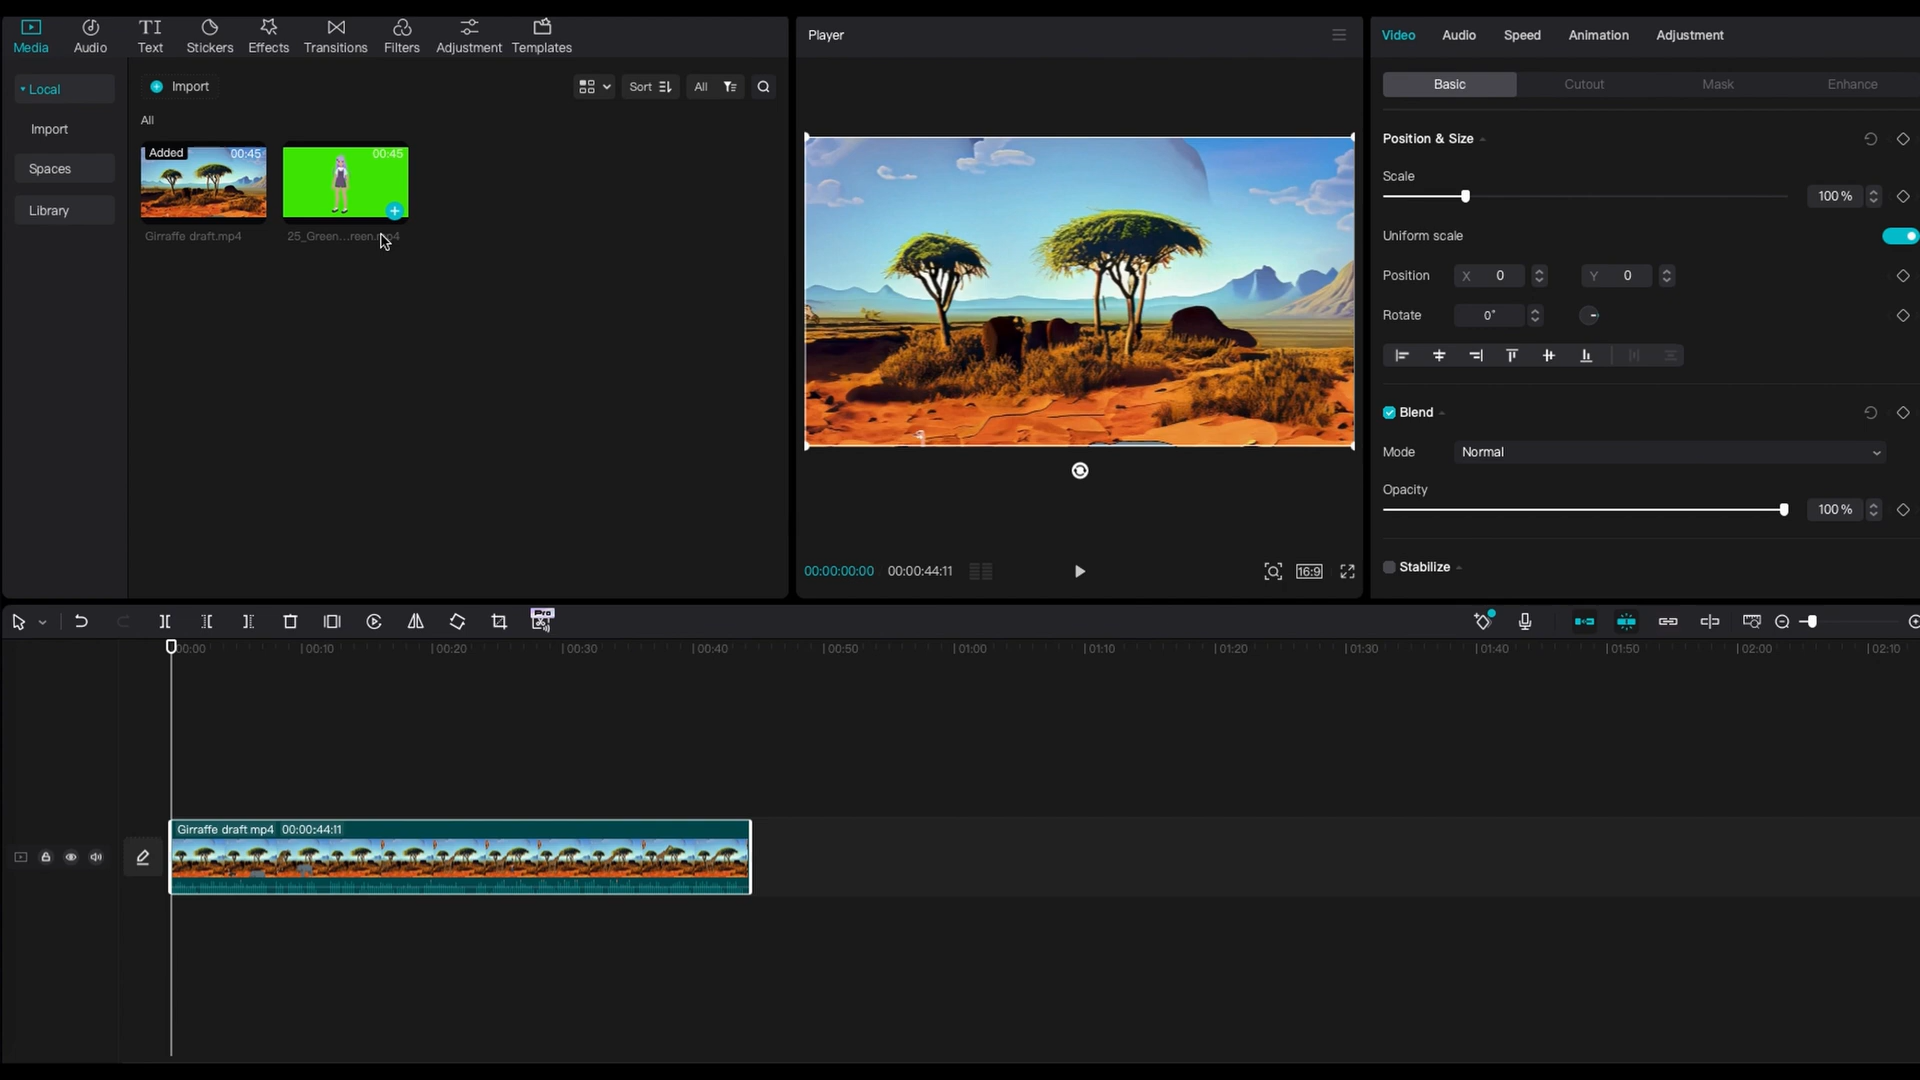 Media Audio Text Stickers Effects Transitions Filters Adjustment Templates
Local
Import
Spaces
Library
Import
Sort
All
All
Added
00:45
00:45
Girraffe draft.mp4
25_Green...reen.mp4
Player
00:00:00:00 00:00:44:11
16:9
Video Audio Speed Animation Adjustment
Basic Cutout Mask Enhance
Position & Size
Scale
100%
Uniform scale
Position X 0 Y 0
Rotate 0°
Blend
Mode Normal
Opacity
100%
Stabilize
Pro
00:00 00:10 00:20 00:30 00:40 00:50 01:00 01:10 01:20 01:30 01:40 01:50 02:00 02:10
Girraffe draft mp4 00:00:44:11